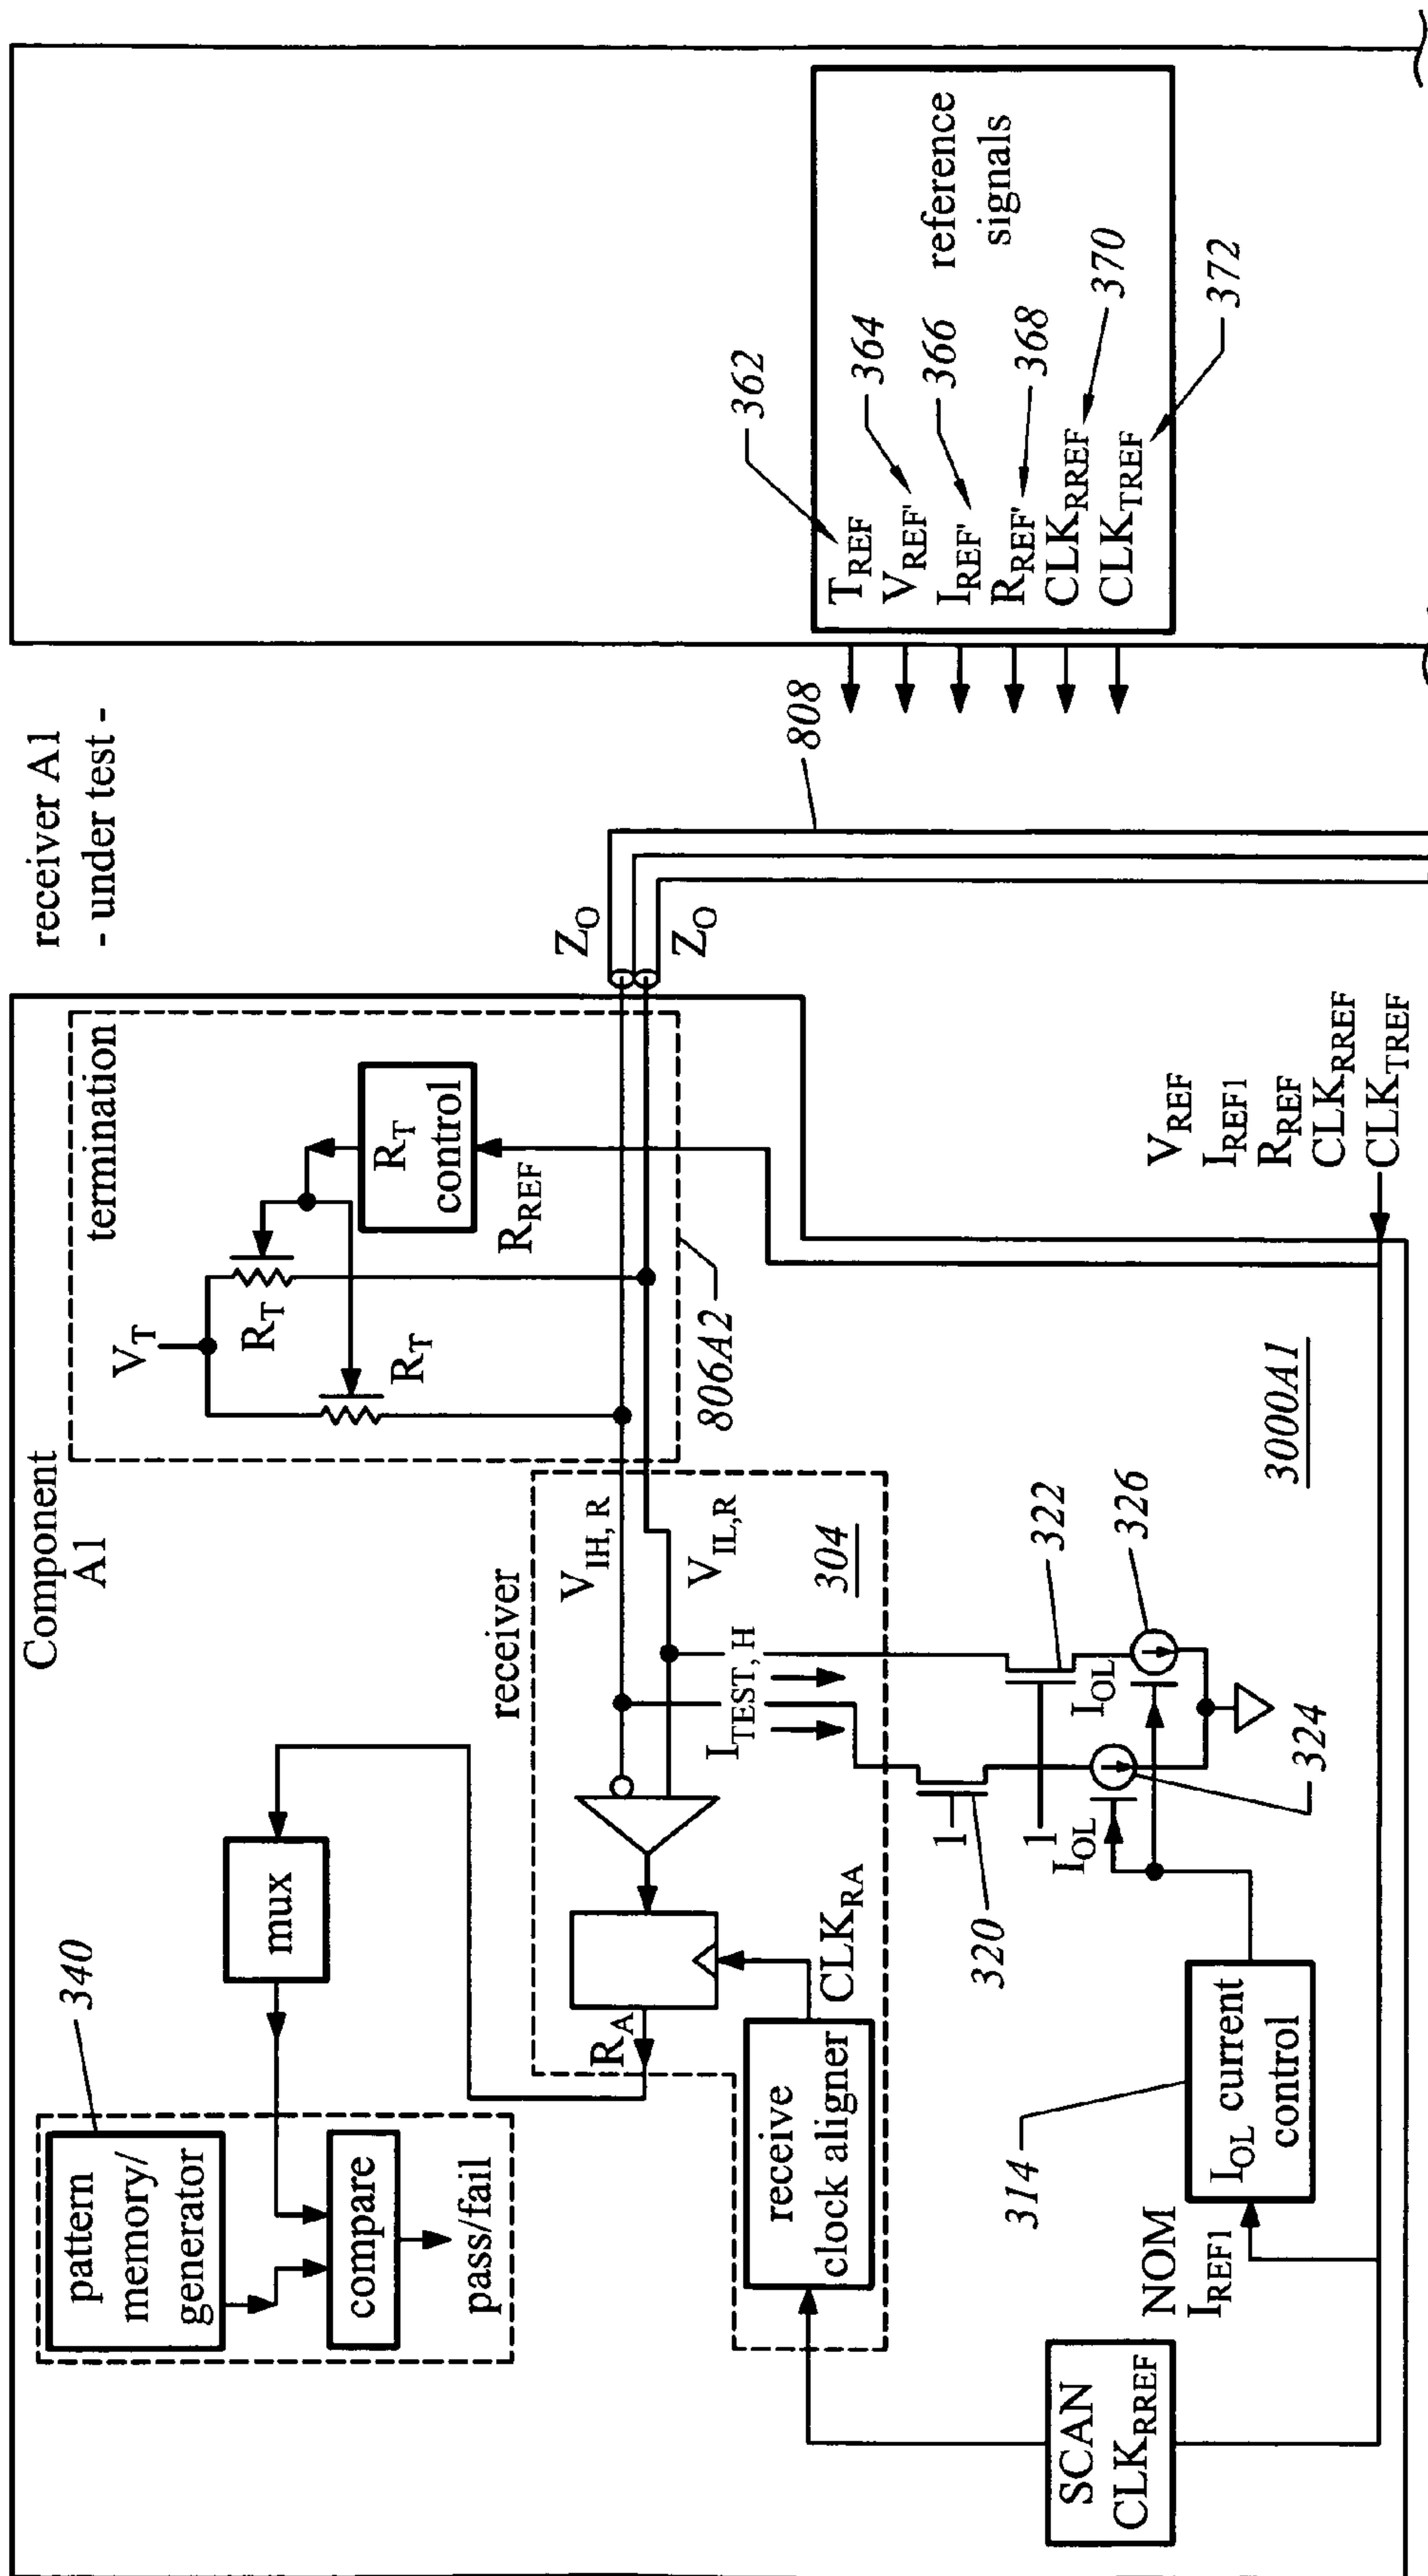 Component
A1
receiver A1
- under test -
340
pattern
memory/
generator
compare
pass/fail
mux
V_T
R_T
R_T
termination
R_T
control
R_REF
806A2
Z_O
Z_O
808
receiver
V_IH, R
V_IL,R
304
I_TEST, H
R_A
CLK_RA
receive
clock aligner
320
322
1
1
I_OL
I_OL
324
326
314
I_OL current
control
NOM
I_REF1
SCAN
CLK_RREF
3000A1
V_REF
I_REF1
R_REF
CLK_RREF
CLK_TREF
362
364
366
368
370
372
T_REF
V_REF'
I_REF'
R_REF'
CLK_RREF
CLK_TREF
reference
signals